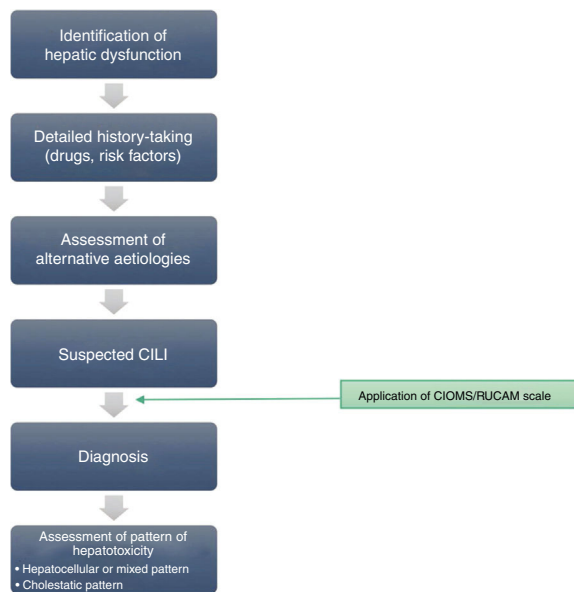 Identification of
hepatic dysfunction
Detailed history-taking
(drugs, risk factors)
Assessment of
alternative aetiologies
Suspected CILI
Application of CIOMS/RUCAM scale
Diagnosis
Assessment of pattern of
hepatotoxicity
• Hepatocellular or mixed pattern
• Cholestatic pattern